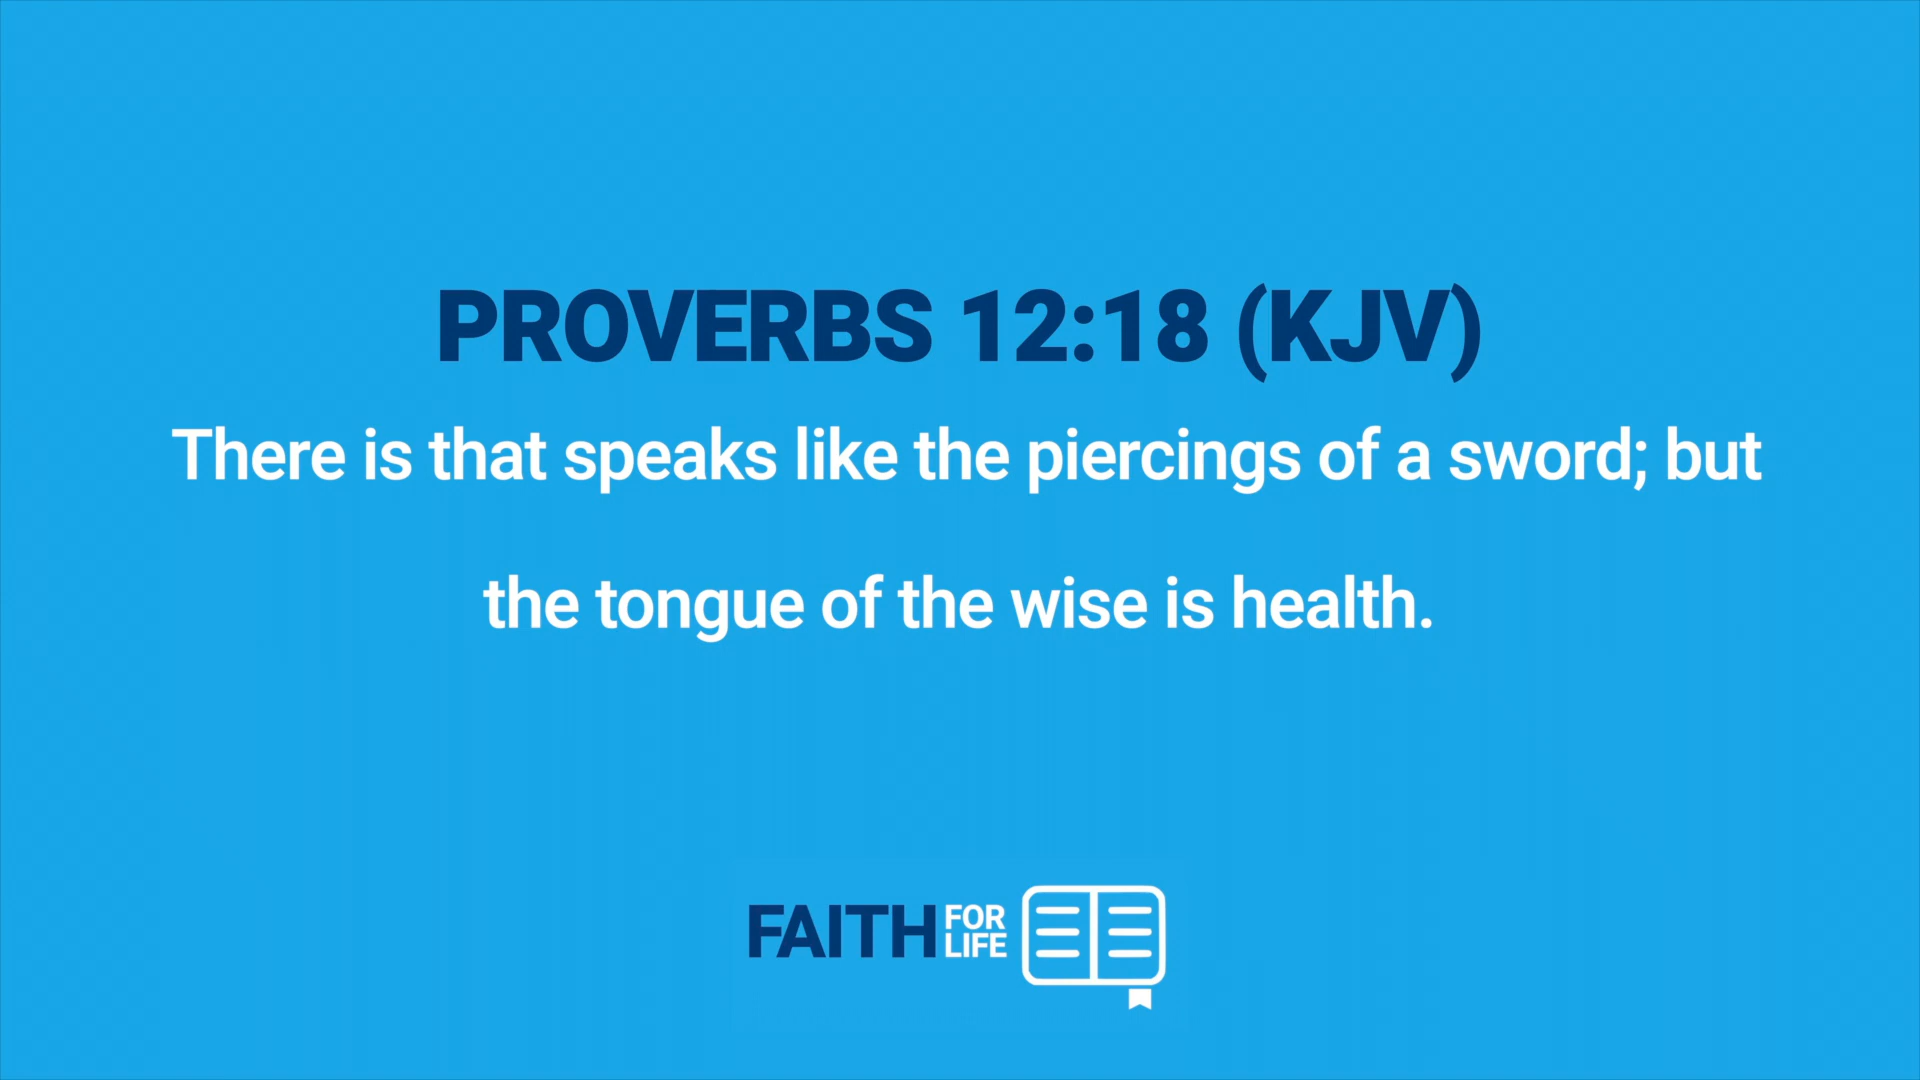 PROVERBS 12:18 (KJV)
There is that speaks like the piercings of a sword; but
the tongue of the wise is health.
FAITH FOR
LIFE